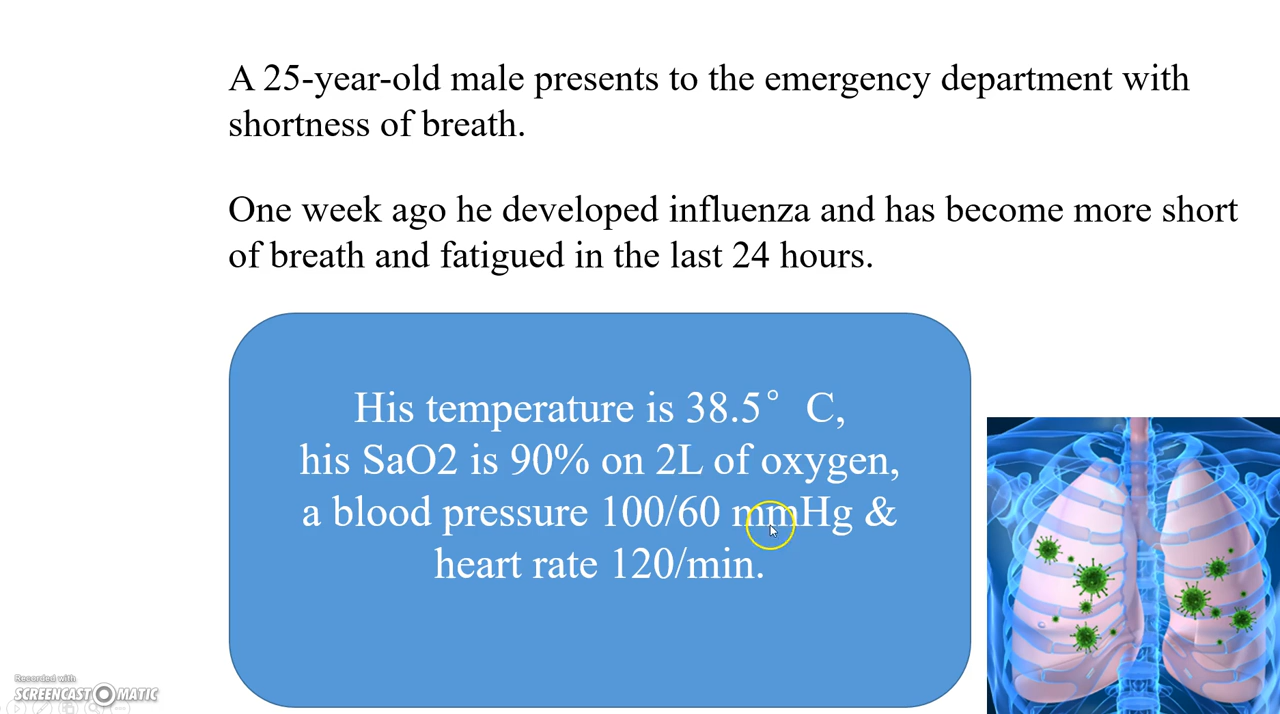 A 25-year-old male presents to the emergency department with
shortness of breath.
One week ago he developed influenza and has become more short
of breath and fatigued in the last 24 hours.
His temperature is 38.5° C,
his SaO2 is 90% on 2L of oxygen,
a blood pressure 100/60 mmHg &
heart rate 120/min.
Recorded with
SCREENCAST-O-MATIC